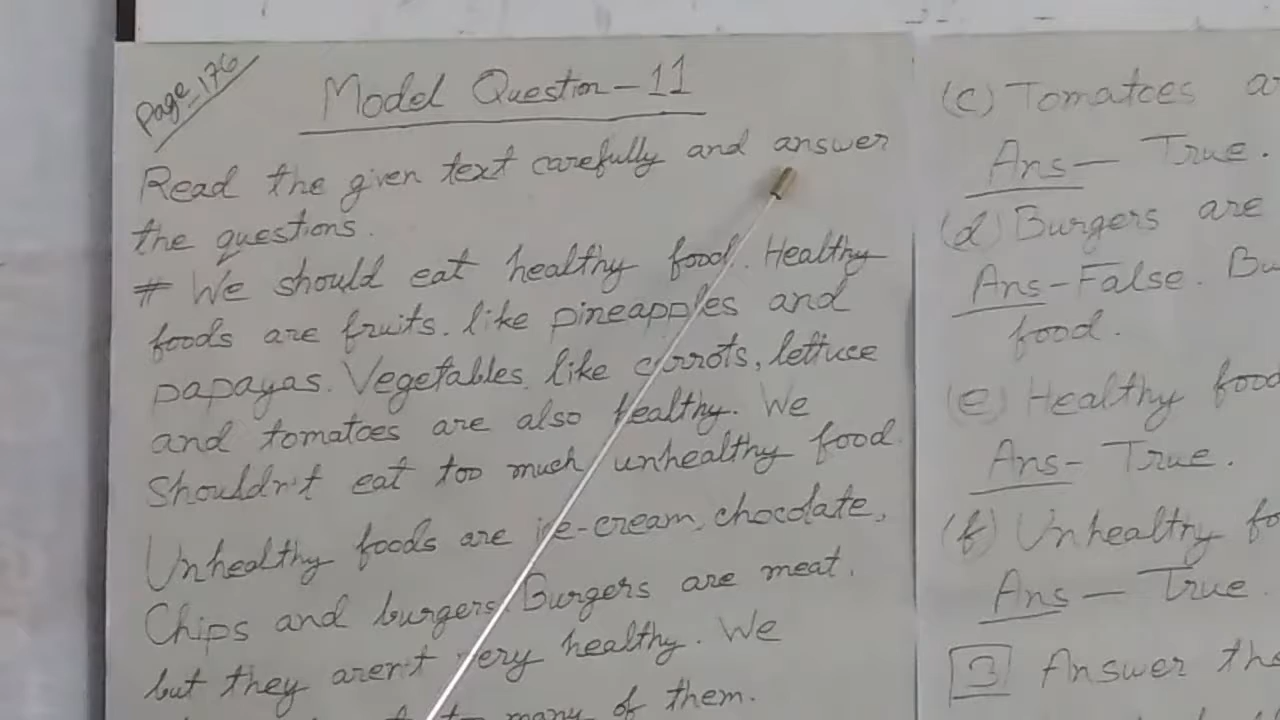 Page-176
Model Question-11
Read the given text carefully and answer
the questions.
# We should eat healthy food. Healthy
foods are fruits. like pineapples and
papayas. Vegetables like carrots, lettuce
and tomatoes are also healthy. We
Shouldn't eat too much unhealthy food.
Unhealthy foods are ice-cream, chocolate,
Chips and burgers. Burgers are meat.
but they aren't very healthy. We
many of them.
(c) Tomatoes
Ans— True.
(d) Burgers are
Ans-False.
food.
(e) Healthy
Ans- True.
(f) Unhealthy
Ans— True.
3 Answer